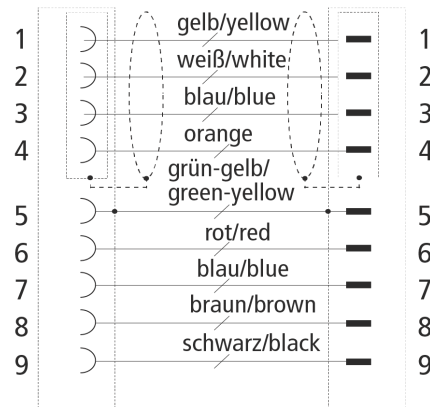 1 gelb/yellow 1
2 weiß/white 2
3 blau/blue 3
4 orange 4
grün-gelb/
5 green-yellow 5
6 rot/red 6
7 blau/blue 7
8 braun/brown 8
9 schwarz/black 9